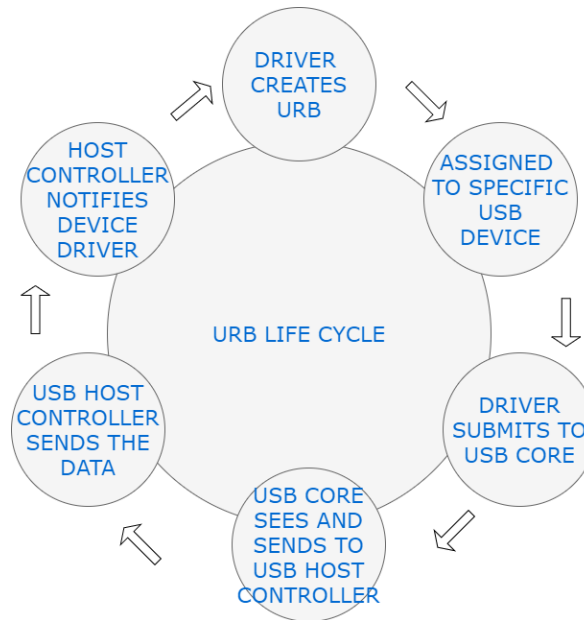 DRIVER
CREATES
URB
ASSIGNED
TO SPECIFIC
USB
DEVICE
DRIVER
SUBMITS TO
USB CORE
USB CORE
SEES AND
SENDS TO
USB HOST
CONTROLLER
USB HOST
CONTROLLER
SENDS THE
DATA
HOST
CONTROLLER
NOTIFIES
DEVICE
DRIVER
URB LIFE CYCLE